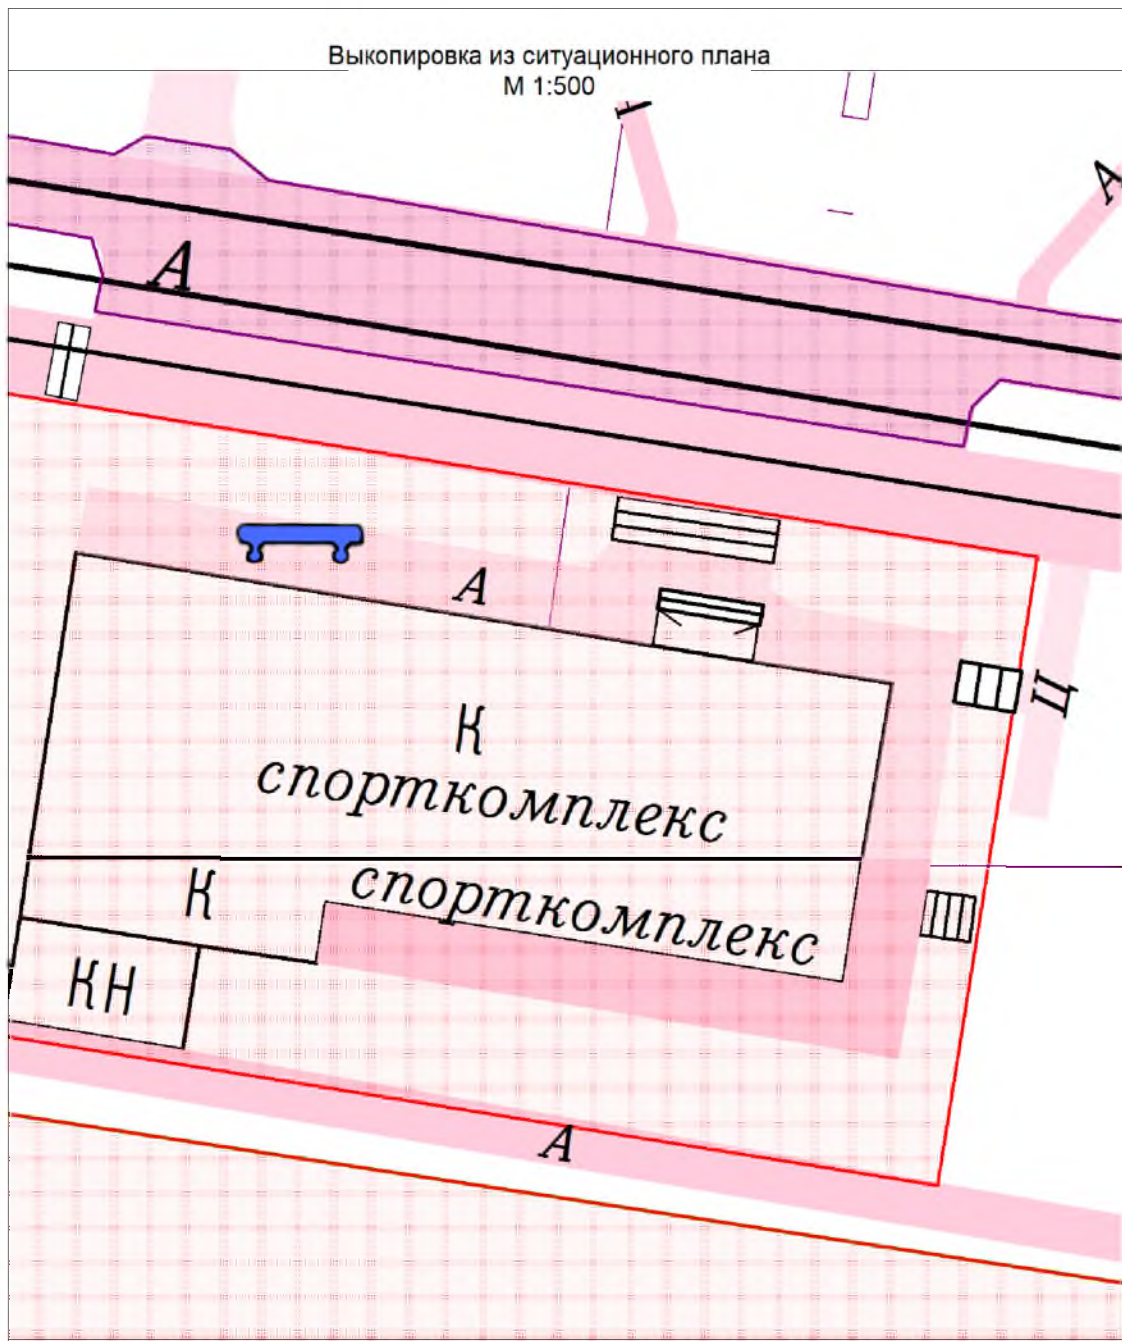 Выкопировка из ситуационного плана
М 1:500
А
А
А
К
спорткомплекс
Ц
К
спорткомплекс
КН
А